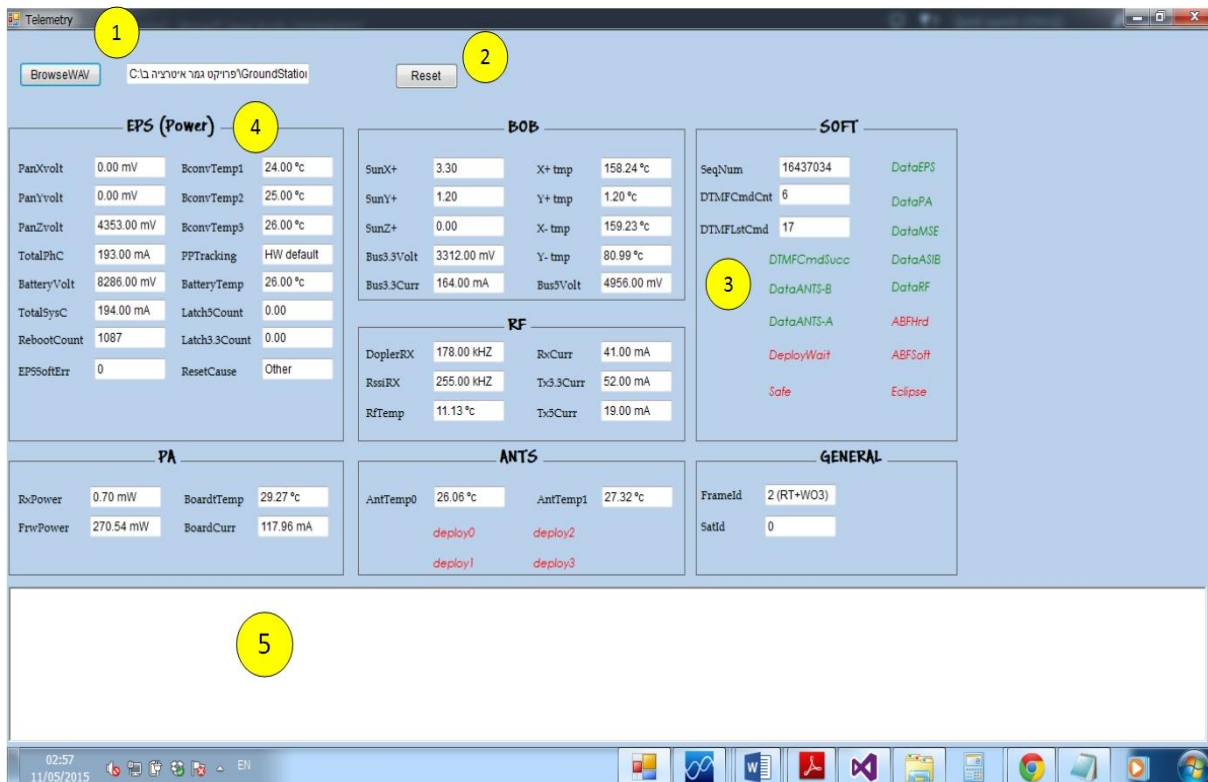 Telemetry
1
2
BrowseWAV
C:\פרויקט גמר איטרציה ב\GroundStation
Reset
EPS (Power)
4
PanXvolt 0.00 mV BconvTemp1 24.00 °c
PanYvolt 0.00 mV BconvTemp2 25.00 °c
PanZvolt 4353.00 mV BconvTemp3 26.00 °c
TotalPhC 193.00 mA PPTracking HW default
BatteryVolt 8286.00 mV BatteryTemp 26.00 °c
TotalSysC 194.00 mA Latch5Count 0.00
RebootCount 1087 Latch3.3Count 0.00
EPSSoftErr 0 ResetCause Other
BOB
SunX+ 3.30 X+ tmp 158.24 °c
SunY+ 1.20 Y+ tmp 1.20 °c
SunZ+ 0.00 X- tmp 159.23 °c
Bus3.3Volt 3312.00 mV Y- tmp 80.99 °c
Bus3.3Curr 164.00 mA Bus5Volt 4956.00 mV
RF
DoplerRX 178.00 kHZ RxCurr 41.00 mA
RssiRX 255.00 kHZ Tx3.3Curr 52.00 mA
RfTemp 11.13 °c Tx5Curr 19.00 mA
SOFT
SeqNum 16437034 DataEPS
DTMFCmdCnt 6 DataPA
DTMFLstCmd 17 DataMSE
3
DTMFCmdSucc DataASIB
DataANTS-B DataRF
DataANTS-A ABFHrd
DeployWait ABFSoft
Safe Eclipse
PA
RxPower 0.70 mW BoardtTemp 29.27 °c
FrwPower 270.54 mW BoardCurr 117.96 mA
ANTS
AntTemp0 26.06 °c AntTemp1 27.32 °c
deploy0 deploy2
deploy1 deploy3
GENERAL
FrameId 2 (RT+WO3)
SatId 0
5
02:57
11/05/2015
EN